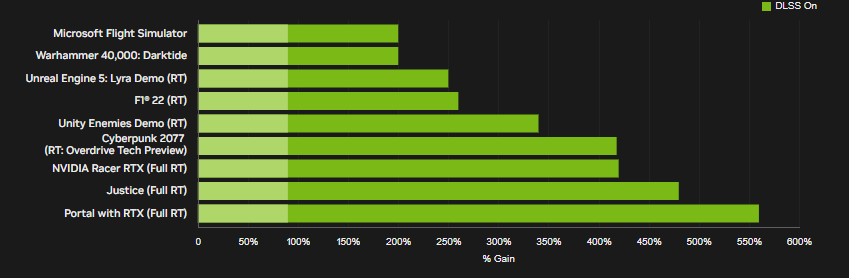 DLSS On
Microsoft Flight Simulator
Warhammer 40,000: Darktide
Unreal Engine 5: Lyra Demo (RT)
F1® 22 (RT)
Unity Enemies Demo (RT)
Cyberpunk 2077
(RT: Overdrive Tech Preview)
NVIDIA Racer RTX (Full RT)
Justice (Full RT)
Portal with RTX (Full RT)
0 50% 100% 150% 200% 250% 300% 350% 400% 450% 500% 550% 600%
% Gain